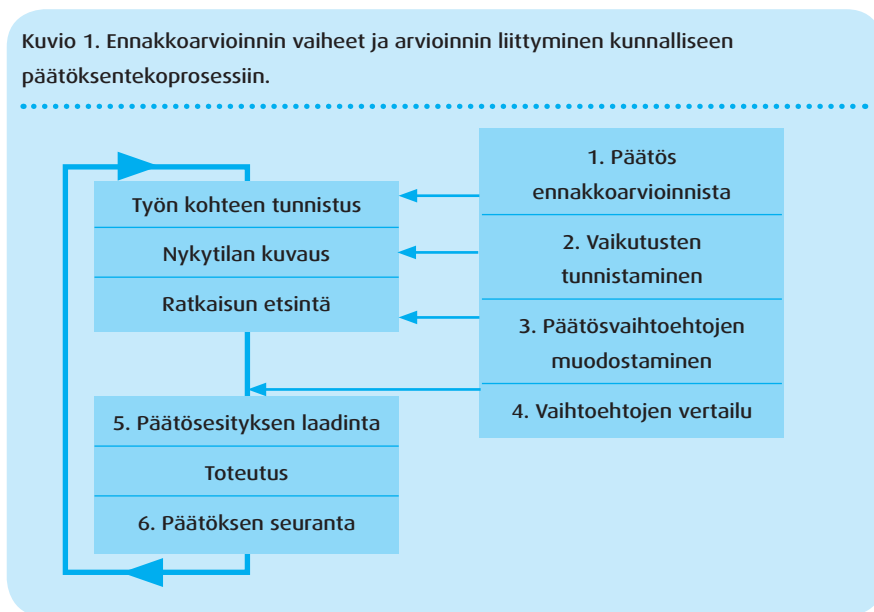 Kuvio 1. Ennakkoarvioinnin vaiheet ja arvioinnin liittyminen kunnalliseen
päätöksentekoprosessiin.
Työn kohteen tunnistus
Nykytilan kuvaus
Ratkaisun etsintä
5. Päätösesityksen laadinta
Toteutus
6. Päätöksen seuranta
1. Päätös
ennakkoarvioinnista
2. Vaikutusten
tunnistaminen
3. Päätösvaihtoehtojen
muodostaminen
4. Vaihtoehtojen vertailu